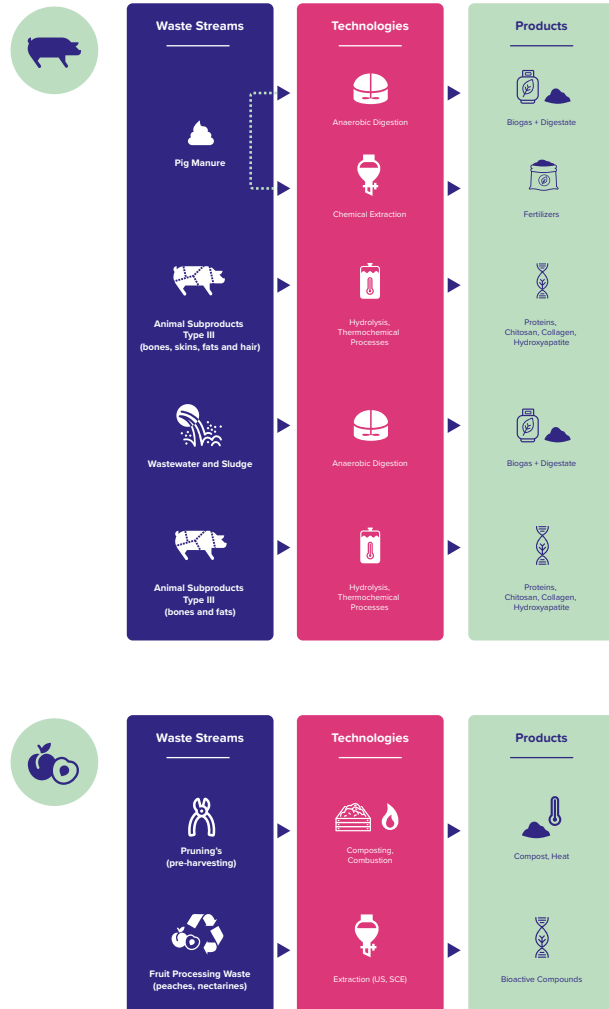 Waste Streams
Technologies
Products
Pig Manure
Anaerobic Digestion
Biogas + Digestate
Chemical Extraction
Fertilizers
Animal Subproducts
Type III
(bones, skins, fats and hair)
Hydrolysis,
Thermochemical
Processes
Proteins,
Chitosan, Collagen,
Hydroxyapatite
Wastewater and Sludge
Anaerobic Digestion
Biogas + Digestate
Animal Subproducts
Type III
(bones and fats)
Hydrolysis,
Thermochemical
Processes
Proteins,
Chitosan, Collagen,
Hydroxyapatite
Waste Streams
Technologies
Products
Pruning's
(pre-harvesting)
Composting,
Combustion
Compost, Heat
Fruit Processing Waste
(peaches, nectarines)
Extraction (US, SCE)
Bioactive Compounds